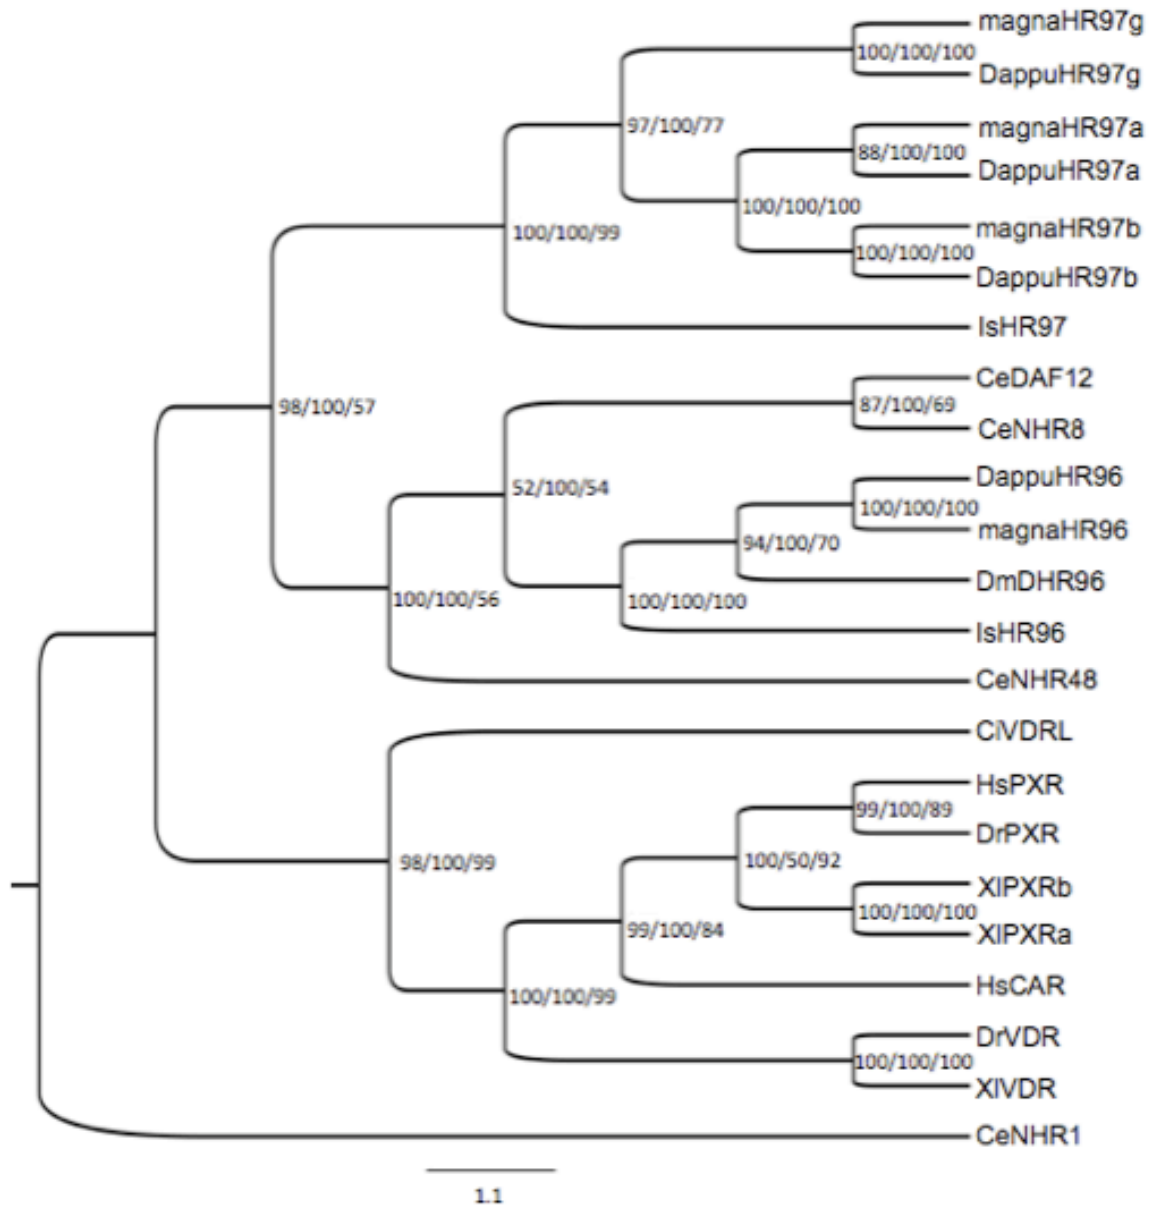 magnaHR97g
100/100/100
DappuHR97g
97/100/77
magnaHR97a
88/100/100
DappuHR97a
100/100/100
magnaHR97b
100/100/99
100/100/100
DappuHR97b
IsHR97
CeDAF12
98/100/57
87/100/69
CeNHR8
DappuHR96
52/100/54
100/100/100
magnaHR96
94/100/70
DmDHR96
100/100/56
100/100/100
IsHR96
CeNHR48
CiVDRL
HsPXR
99/100/89
DrPXR
98/100/99
100/50/92
XlPXRb
100/100/100
99/100/84
XlPXRa
HsCAR
100/100/99
DrVDR
100/100/100
XlVDR
CeNHR1
1.1